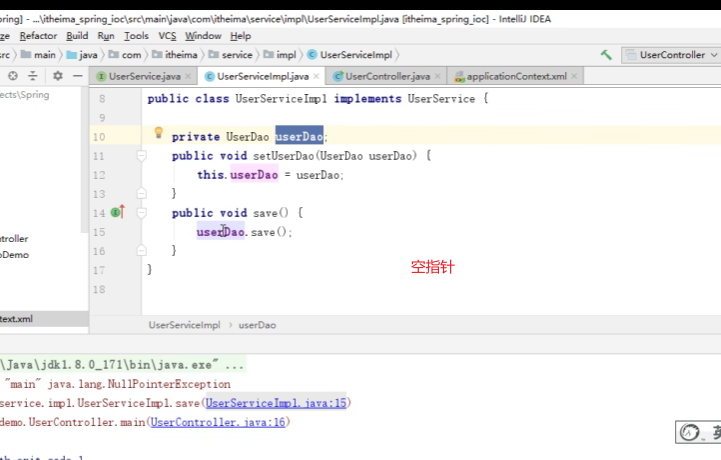 ring] - ...\itheima_spring_ioc\src\main\java\com\itheima\service\impl\UserServiceImpl.java [itheima_spring_ioc] - IntelliJ IDEA
ze Refactor Build Run Tools VCS Window Help
src main java com itheima service impl UserServiceImpl UserController
UserService.java UserServiceImpl.java UserController.java applicationContext.xml
ects\Spring
8 public class UserServiceImpl implements UserService {
9
10 private UserDao userDao;
11 public void setUserDao(UserDao userDao) {
12 this.userDao = userDao;
13 }
14 public void save() {
15 userDao.save();
16 }
17 }
18
空指针
troller
oDemo
text.xml
UserServiceImpl › userDao
\Java\jdk1.8.0_171\bin\java.exe" ...
"main" java.lang.NullPointerException
service.impl.UserServiceImpl.save(UserServiceImpl.java:15)
demo.UserController.main(UserController.java:16)
英